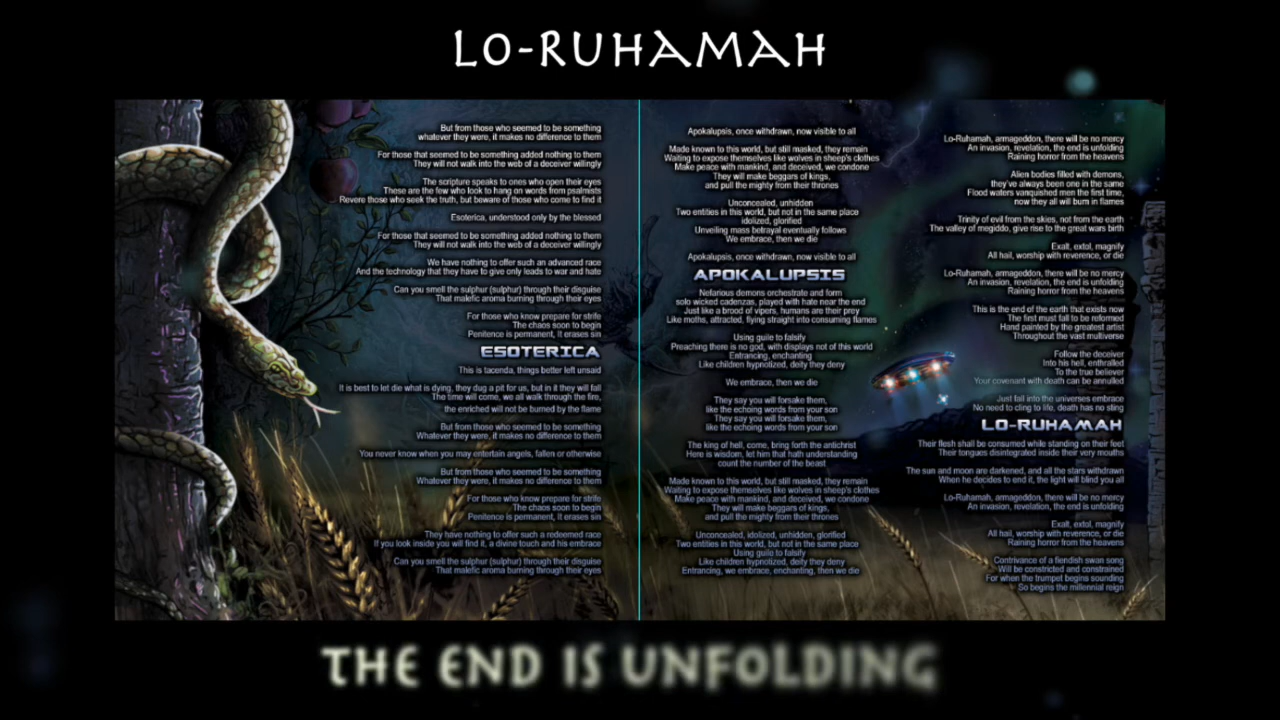 LO-RUHAMAH
But from those who seemed to be something
whatever they were, it makes no difference to them
For those that seemed to be something added nothing to them
They will not walk into the web of a deceiver willingly
The scripture speaks to ones who open their eyes
These are the few who look to hang on words from psalmists
Revere those who seek the truth, but beware of those who come to find it
Esoterica, understood only by the blessed
For those that seemed to be something added nothing to them
They will not walk into the web of a deceiver willingly
We have nothing to offer such an advanced race
And the technology that they have to give only leads to war and hate
Can you smell the sulphur (sulphur) through their disguise
That malefic aroma burning through their eyes
For those who know prepare for strife
The chaos soon to begin
Penitence is permanent, it erases sin
ESOTERICA
This is tacenda, things better left unsaid
It is best to let die what is dying, they dug a pit for us, but in it they will fall
The time will come, we all walk through the fire,
the enriched will not be burned by the flame
But from those who seemed to be something
Whatever they were, it makes no difference to them
You never know when you may entertain angels, fallen or otherwise
But from those who seemed to be something
Whatever they were, it makes no difference to them
For those who know prepare for strife
The chaos soon to begin
Penitence is permanent, it erases sin
They have nothing to offer such a redeemed race
If you look inside you will find it, a divine touch and his embrace
Can you smell the sulphur (sulphur) through their disguise
That malefic aroma burning through their eyes
Apokalupsis, once withdrawn, now visible to all
Made known to this world, but still masked, they remain
Waiting to expose themselves like wolves in sheep's clothes
Make peace with mankind, and deceived, we condone
They will make beggars of kings,
and pull the mighty from their thrones
Unconcealed, unhidden
Two entities in this world, but not in the same place
idolized, glorified
Unveiling mass betrayal eventually follows
We embrace, then we die
Apokalupsis, once withdrawn, now visible to all
APOKALUPSIS
Nefarious demons orchestrate and form
solo wicked cadenzas, played with hate near the end
Just like a brood of vipers, humans are their prey
Like moths, attracted, flying straight into consuming flames
Using guile to falsify
Preaching there is no god, with displays not of this world
Entrancing, enchanting
Like children hypnotized, deity they deny
We embrace, then we die
They say you will forsake them,
like the echoing words from your son
They say you will forsake them,
like the echoing words from your son
The king of hell, come, bring forth the antichrist
Here is wisdom, let him that hath understanding
count the number of the beast
Made known to this world, but still masked, they remain
Waiting to expose themselves like wolves in sheep's clothes
Make peace with mankind, and deceived, we condone
They will make beggars of kings,
and pull the mighty from their thrones
Unconcealed, idolized, unhidden, glorified
Two entities in this world, but not in the same place
Using guile to falsify
Like children hypnotized, deity they deny
Entrancing, we embrace, enchanting, then we die
Lo-Ruhamah, armageddon, there will be no mercy
An invasion, revelation, the end is unfolding
Raining horror from the heavens
Alien bodies filled with demons,
they've always been one in the same
Flood waters vanquished men the first time,
now they all will burn in flames
Trinity of evil from the skies, not from the earth
The valley of megiddo, give rise to the great wars birth
Exalt, extol, magnify
All hail, worship with reverence, or die
Lo-Ruhamah, armageddon, there will be no mercy
An invasion, revelation, the end is unfolding
Raining horror from the heavens
This is the end of the earth that exists now
The first must fall to be reformed
Hand painted by the greatest artist
Throughout the vast multiverse
Follow the deceiver
Into his hell, enthralled
To the true believer
Your covenant with death can be annulled
Just fall into the universes embrace
No need to cling to life, death has no sting
LO-RUHAMAH
Their flesh shall be consumed while standing on their feet
Their tongues disintegrated inside their very mouths
The sun and moon are darkened, and all the stars withdrawn
When he decides to end it, the light will blind you all
Lo-Ruhamah, armageddon, there will be no mercy
An invasion, revelation, the end is unfolding
Exalt, extol, magnify
All hail, worship with reverence, or die
Raining horror from the heavens
Contrivance of a fiendish swan song
Will be constricted and constrained
For when the trumpet begins sounding
So begins the millennial reign
THE END IS UNFOLDING